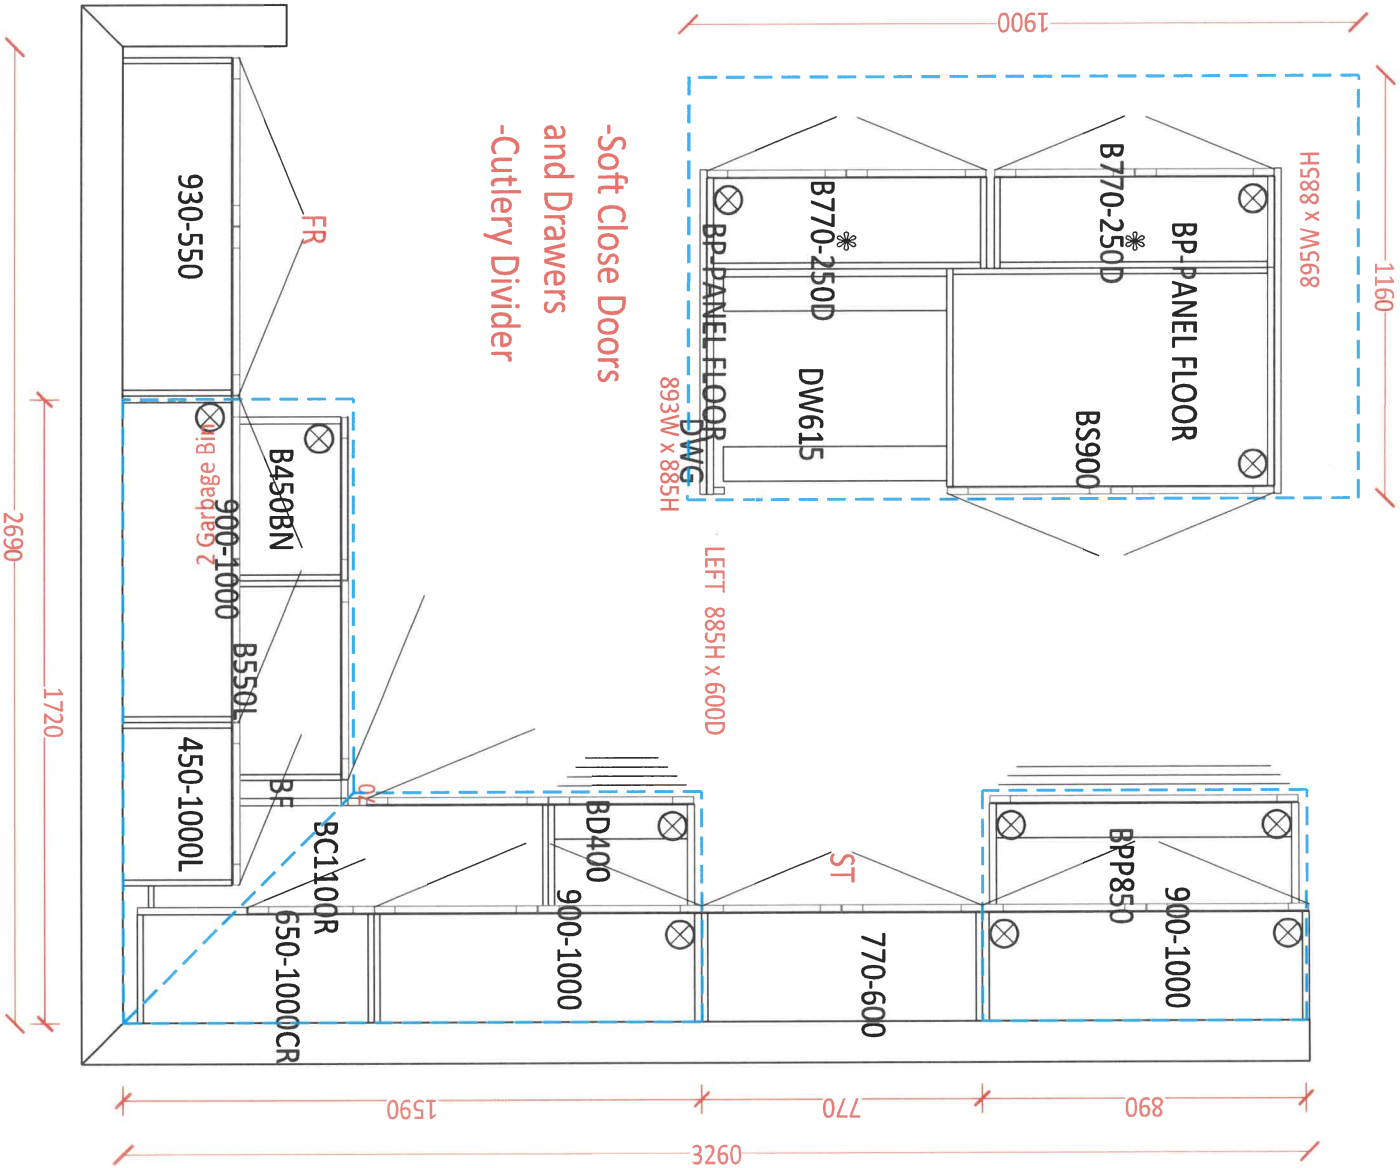 1900
1160
895W x 885H
B770-250D
BP-PANEL FLOOR
B770-250D
BP-PANEL FLOOR
DW615
BS900
DWG
893W x 885H
LEFT 885H x 600D
-Soft Close Doors
and Drawers
-Cutlery Divider
FR
930-550
2690
1720
2 Garbage Bin
B450BN
900-1000
B550L
450-1000L
BF
BC1100R
650-1000CR
BD400
900-1000
ST
770-600
BPP850
900-1000
1590
770
890
3260